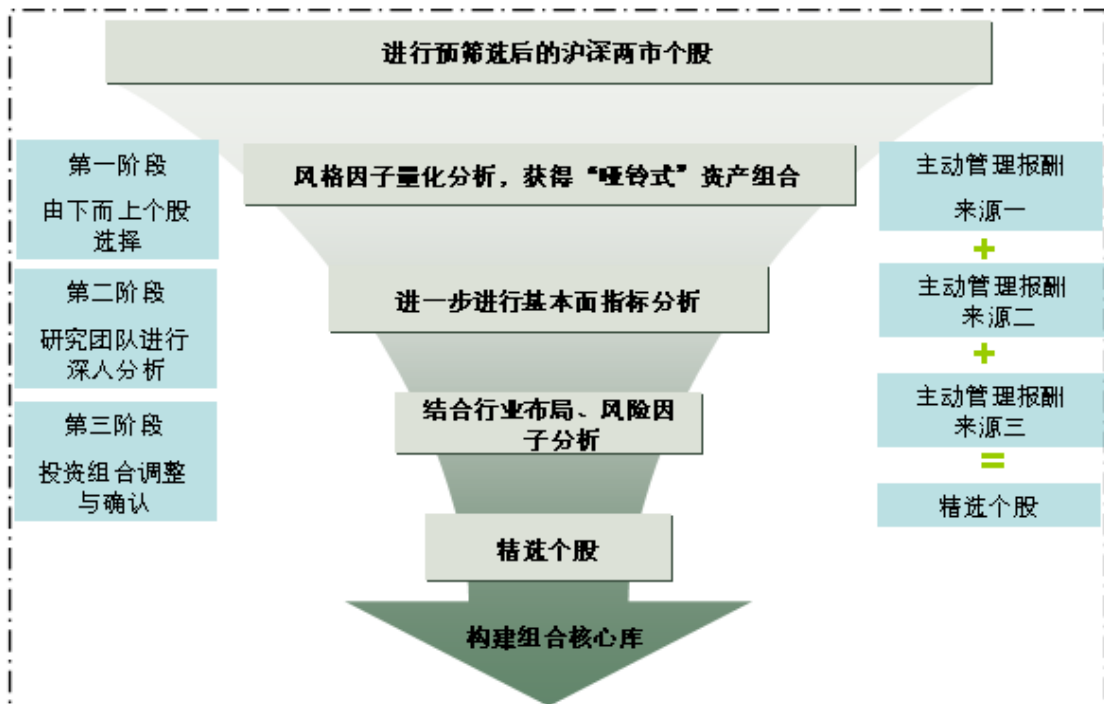 进行预筛选后的沪深两市个股
第一阶段
由下而上个股
选择
风格因子量化分析，获得“哑铃式”资产组合
主动管理报酬
来源一
+
第二阶段
研究团队进行
深入分析
进一步进行基本面指标分析
主动管理报酬
来源二
+
第三阶段
投资组合调整
与确认
结合行业布局、风险因
子分析
主动管理报酬
来源三
=
精选个股
精选个股
构建组合核心库